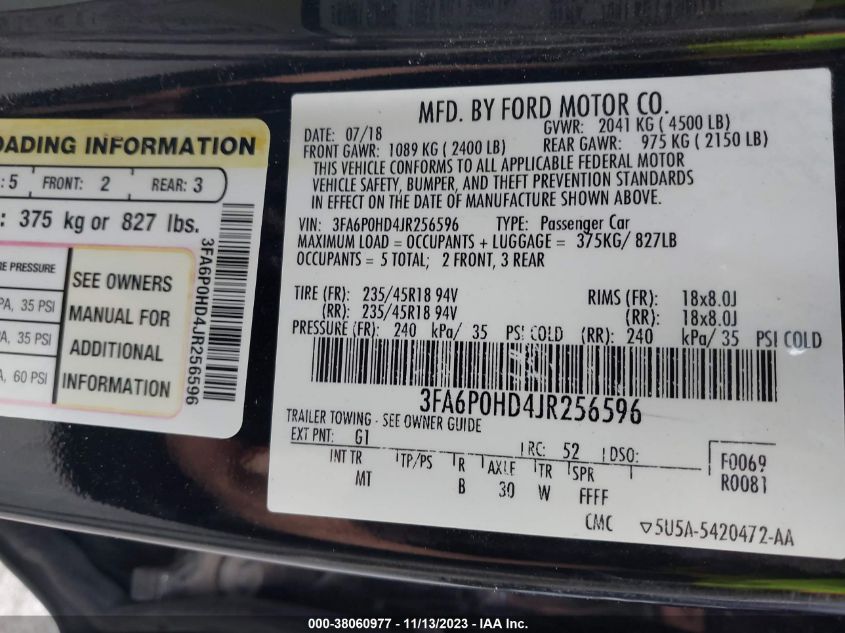 OADING INFORMATION
: 5 FRONT: 2 REAR: 3
: 375 kg or 827 lbs.
RE PRESSURE
PA, 35 PSI
PA, 35 PSI
A, 60 PSI
SEE OWNERS
MANUAL FOR
ADDITIONAL
INFORMATION
3FA6P0HD4JR256596
MFD. BY FORD MOTOR CO.
DATE: 07/18 GVWR: 2041 KG ( 4500 LB)
FRONT GAWR: 1089 KG ( 2400 LB) REAR GAWR: 975 KG ( 2150 LB)
THIS VEHICLE CONFORMS TO ALL APPLICABLE FEDERAL MOTOR
VEHICLE SAFETY, BUMPER, AND THEFT PREVENTION STANDARDS
IN EFFECT ON THE DATE OF MANUFACTURE SHOWN ABOVE.
VIN: 3FA6P0HD4JR256596 TYPE: Passenger Car
MAXIMUM LOAD = OCCUPANTS + LUGGAGE = 375KG/ 827LB
OCCUPANTS = 5 TOTAL; 2 FRONT, 3 REAR
TIRE (FR): 235/45R18 94V RIMS (FR): 18x8.0J
(RR): 235/45R18 94V (RR): 18x8.0J
PRESSURE (FR): 240 kPa/ 35 PSI COLD (RR): 240 kPa/ 35 PSI COLD
3FA6P0HD4JR256596
TRAILER TOWING - SEE OWNER GUIDE
EXT PNT: G1 RC: 52 DSO: F0069
INT TR TP/PS R AXLE TR SPR R0081
MT B 30 W FFFF
CMC ▽5U5A-5420472-AA
000-38060977 - 11/13/2023 - IAA Inc.